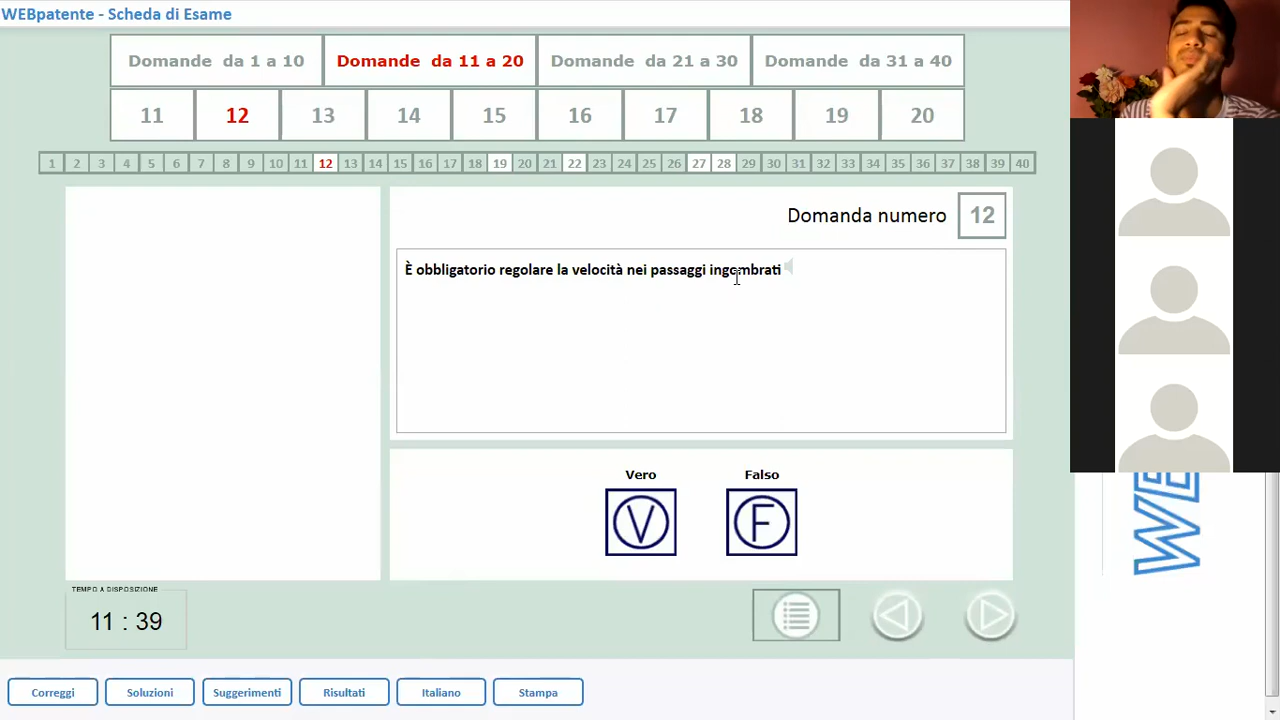 WEBpatente - Scheda di Esame
Domande da 1 a 10 Domande da 11 a 20 Domande da 21 a 30 Domande da 31 a 40
11 12 13 14 15 16 17 18 19 20
1 2 3 4 5 6 7 8 9 10 11 12 13 14 15 16 17 18 19 20 21 22 23 24 25 26 27 28 29 30 31 32 33 34 35 36 37 38 39 40
Domanda numero 12
È obbligatorio regolare la velocità nei passaggi ingombrati
Vero Falso
V F
TEMPO A DISPOSIZIONE
11 : 39
WE
Correggi Soluzioni Suggerimenti Risultati Italiano Stampa